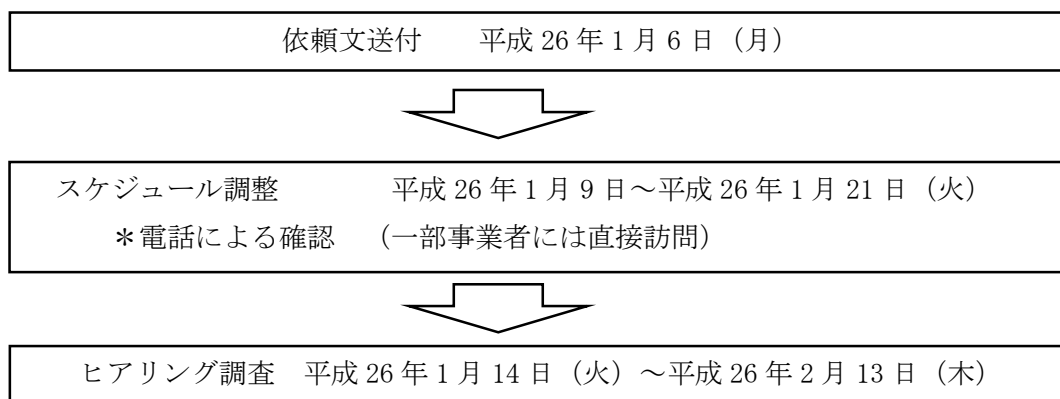 依頼文送付　　平成 26 年 1 月 6 日（月）
スケジュール調整　　　　平成 26 年 1 月 9 日～平成 26 年 1 月 21 日（火）
＊電話による確認　（一部事業者には直接訪問）
ヒアリング調査　平成 26 年 1 月 14 日（火）～平成 26 年 2 月 13 日（木）